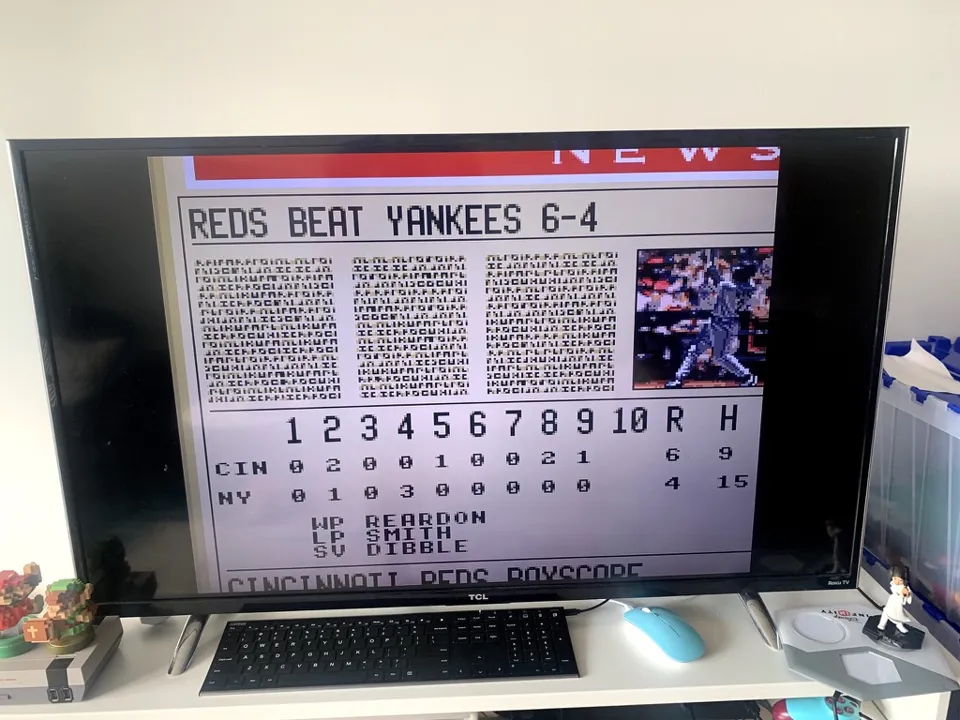 NEWS
REDS BEAT YANKEES 6-4
1 2 3 4 5 6 7 8 9 10 R H
CIN 0 2 0 0 1 0 0 2 1 6 9
NY 0 1 0 3 0 0 0 0 0 4 15
WP REARDON
LP SMITH
SV DIBBLE
CINCINNATI REDS BOXSCORE
TCL
Roku TV